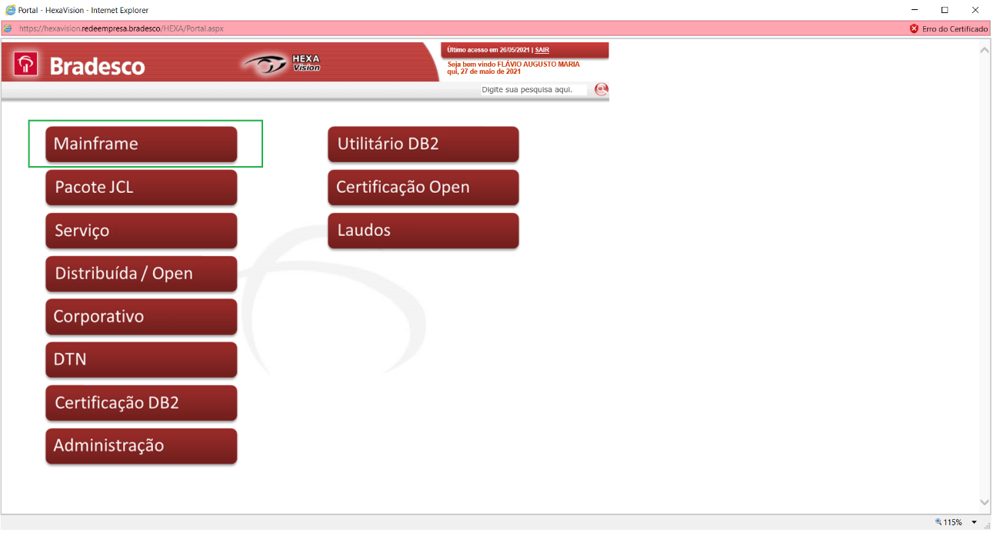 Portal - HexaVision - Internet Explorer
https://hexavision.redeempresa.bradesco/HEXA/Portal.aspx
Erro do Certificado
Bradesco
HEXA
Vision
Último acesso em 26/05/2021 | SAIR
Seja bem vindo FLÁVIO AUGUSTO MARIA
qui, 27 de maio de 2021
Digite sua pesquisa aqui.
Mainframe
Utilitário DB2
Pacote JCL
Certificação Open
Serviço
Laudos
Distribuída / Open
Corporativo
DTN
Certificação DB2
Administração
115%